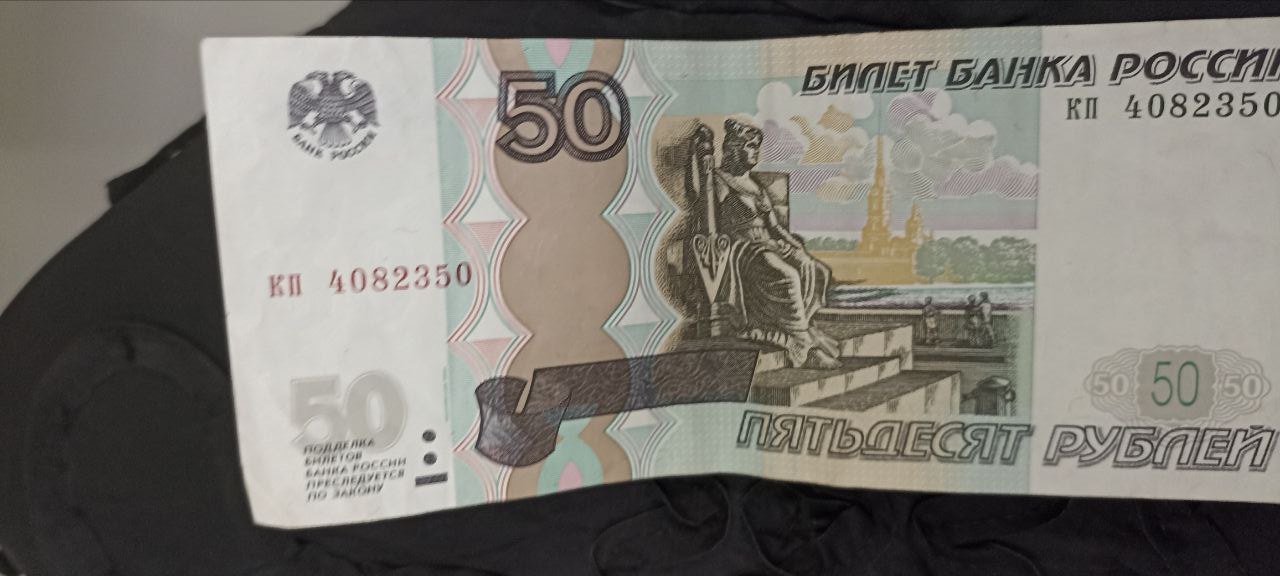 БИЛЕТ БАНКА РОССИИ
кп 4082350
50
БАНК РОССИИ
кп 4082350
50
ПОДДЕЛКА
БИЛЕТОВ
БАНКА РОССИИ
ПРЕСЛЕДУЕТСЯ
ПО ЗАКОНУ
50 50 50
ПЯТЬДЕСЯТ РУБЛЕЙ